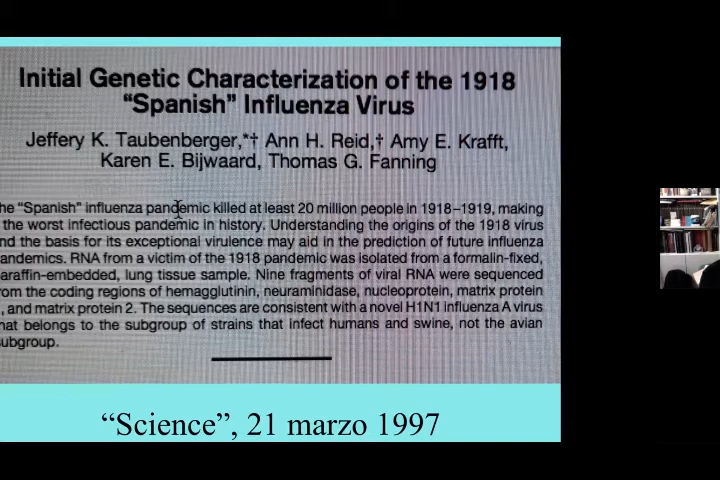 Initial Genetic Characterization of the 1918
“Spanish” Influenza Virus
Jeffery K. Taubenberger,*† Ann H. Reid,† Amy E. Krafft,
Karen E. Bijwaard, Thomas G. Fanning
he “Spanish” influenza pandemic killed at least 20 million people in 1918–1919, making
the worst infectious pandemic in history. Understanding the origins of the 1918 virus
nd the basis for its exceptional virulence may aid in the prediction of future influenza
andemics. RNA from a victim of the 1918 pandemic was isolated from a formalin-fixed,
araffin-embedded, lung tissue sample. Nine fragments of viral RNA were sequenced
om the coding regions of hemagglutinin, neuraminidase, nucleoprotein, matrix protein
, and matrix protein 2. The sequences are consistent with a novel H1N1 influenza A virus
hat belongs to the subgroup of strains that infect humans and swine, not the avian
ubgroup.
“Science”, 21 marzo 1997